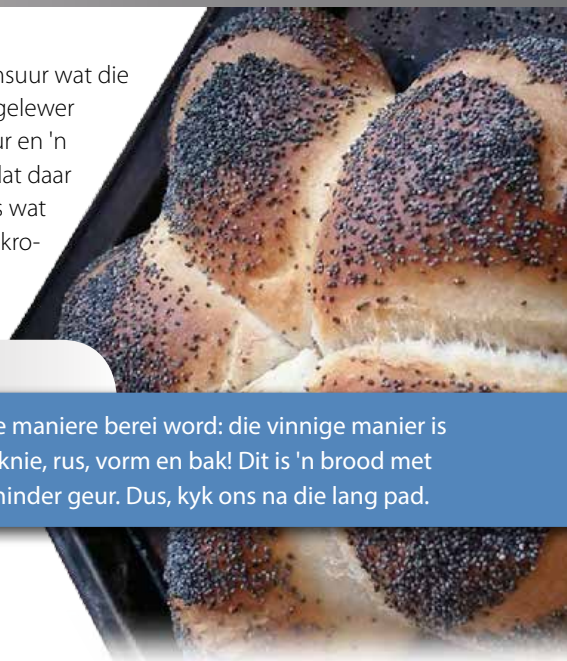 nsuur wat die
gelewer
ur en 'n
dat daar
s wat
kro-
e maniere berei word: die vinnige manier is
knie, rus, vorm en bak! Dit is 'n brood met
minder geur. Dus, kyk ons na die lang pad.